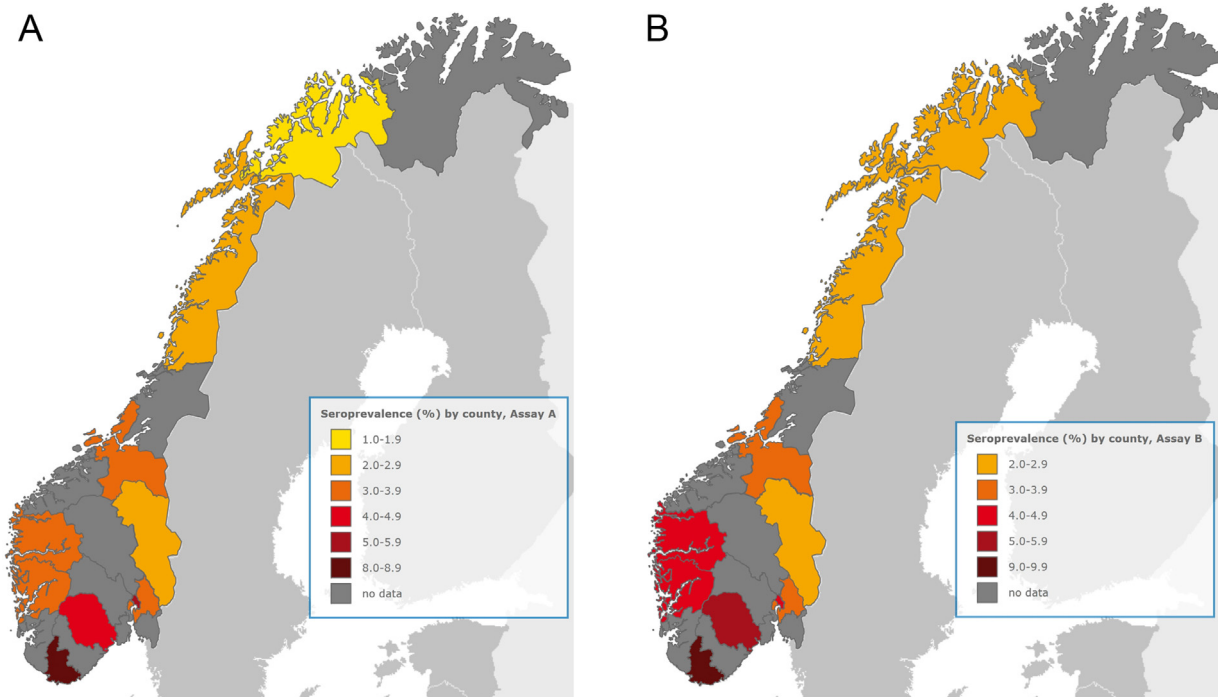 A
B
Seroprevalence (%) by county, Assay A
1.0-1.9
2.0-2.9
3.0-3.9
4.0-4.9
5.0-5.9
8.0-8.9
no data
Seroprevalence (%) by county, Assay B
2.0-2.9
3.0-3.9
4.0-4.9
5.0-5.9
9.0-9.9
no data